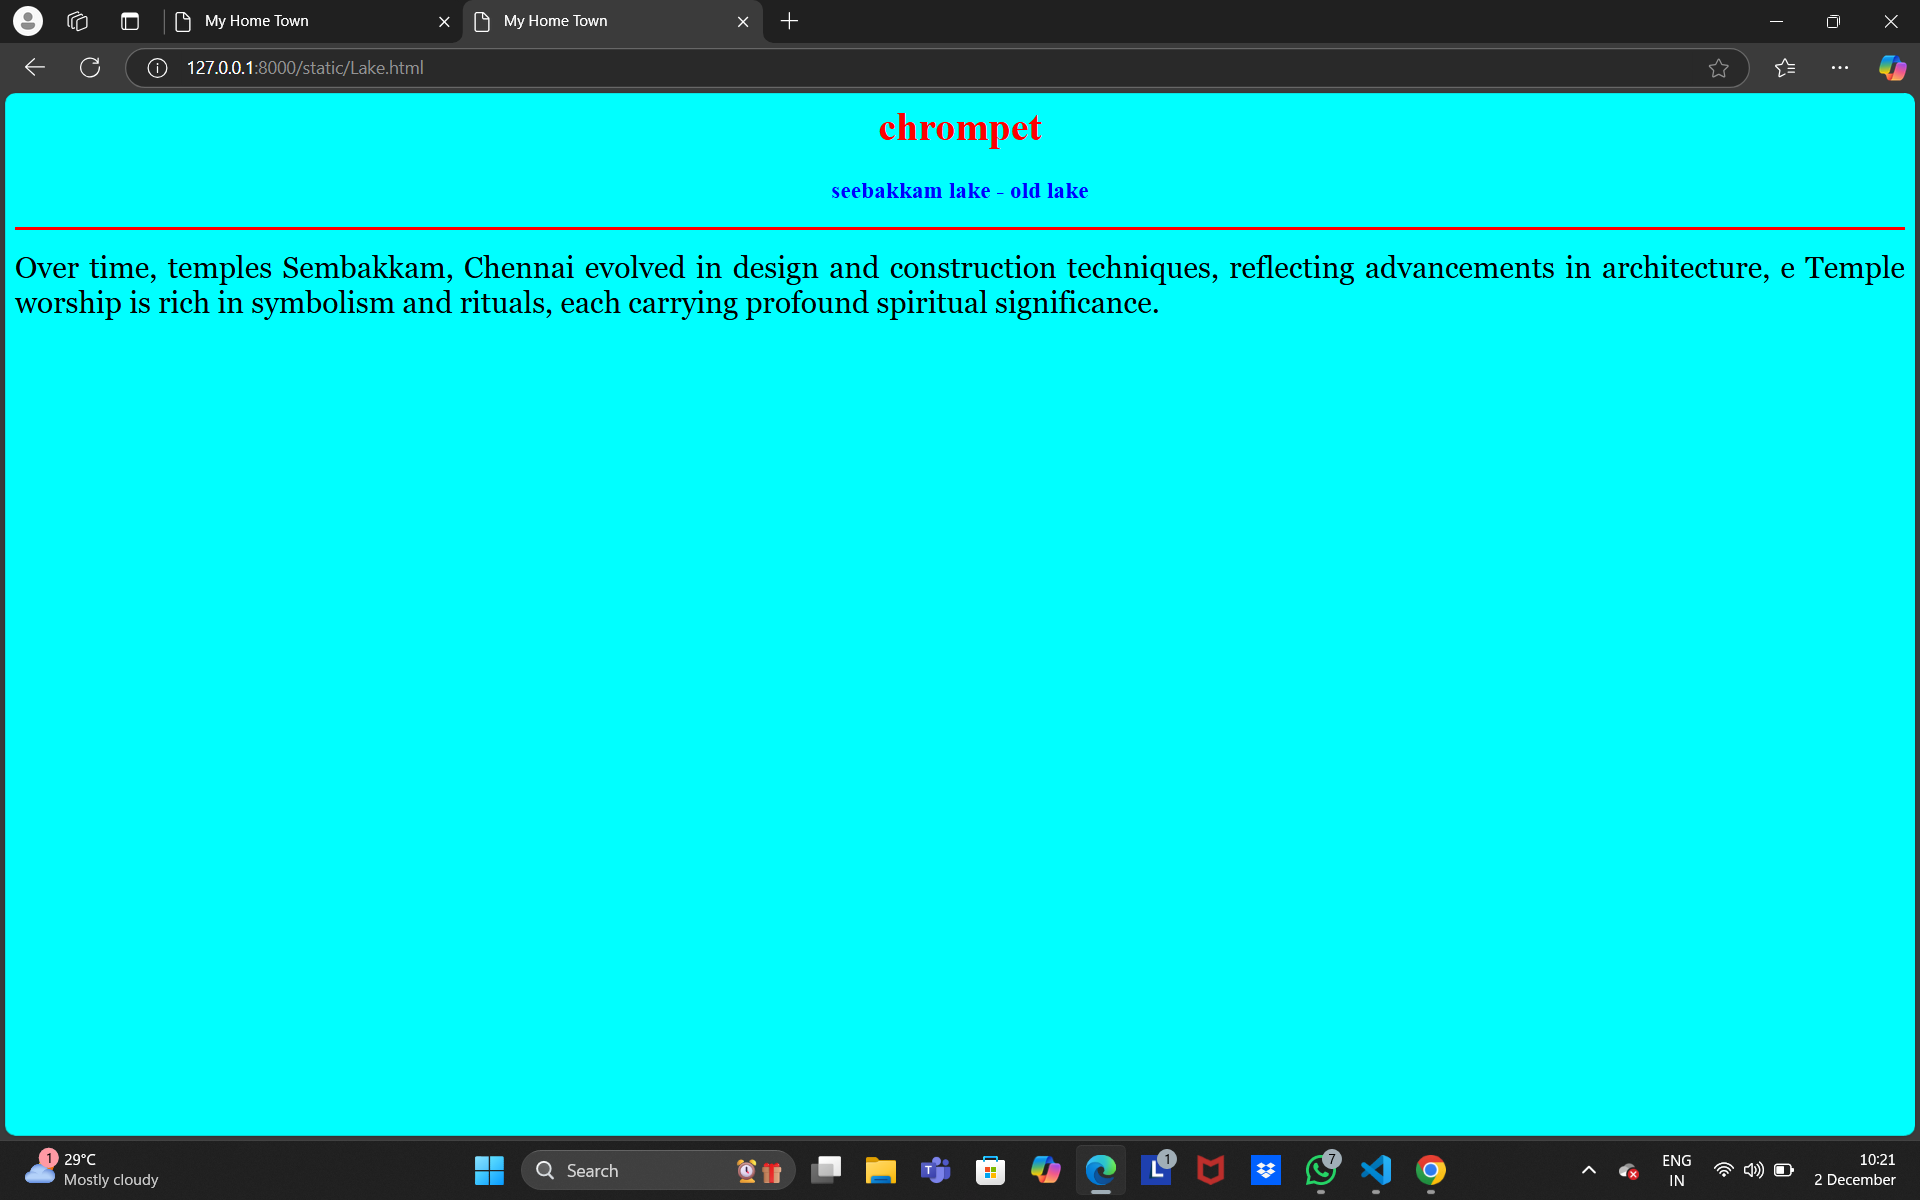 My Home Town
My Home Town
127.0.0.1:8000/static/Lake.html
chrompet
seebakkam lake - old lake
Over time, temples Sembakkam, Chennai evolved in design and construction techniques, reflecting advancements in architecture, e Temple
worship is rich in symbolism and rituals, each carrying profound spiritual significance.
1
29°C
Mostly cloudy
Search
T
L
1
7
ENG
IN
10:21
2 December